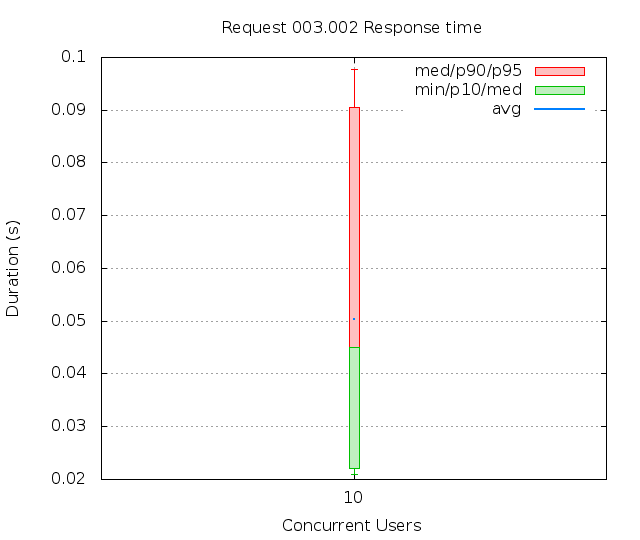 Request 003.002 Response time
0.1
0.09
0.08
0.07
0.06
0.05
0.04
0.03
0.02
med/p90/p95
min/p10/med
avg
Duration (s)
10
Concurrent Users